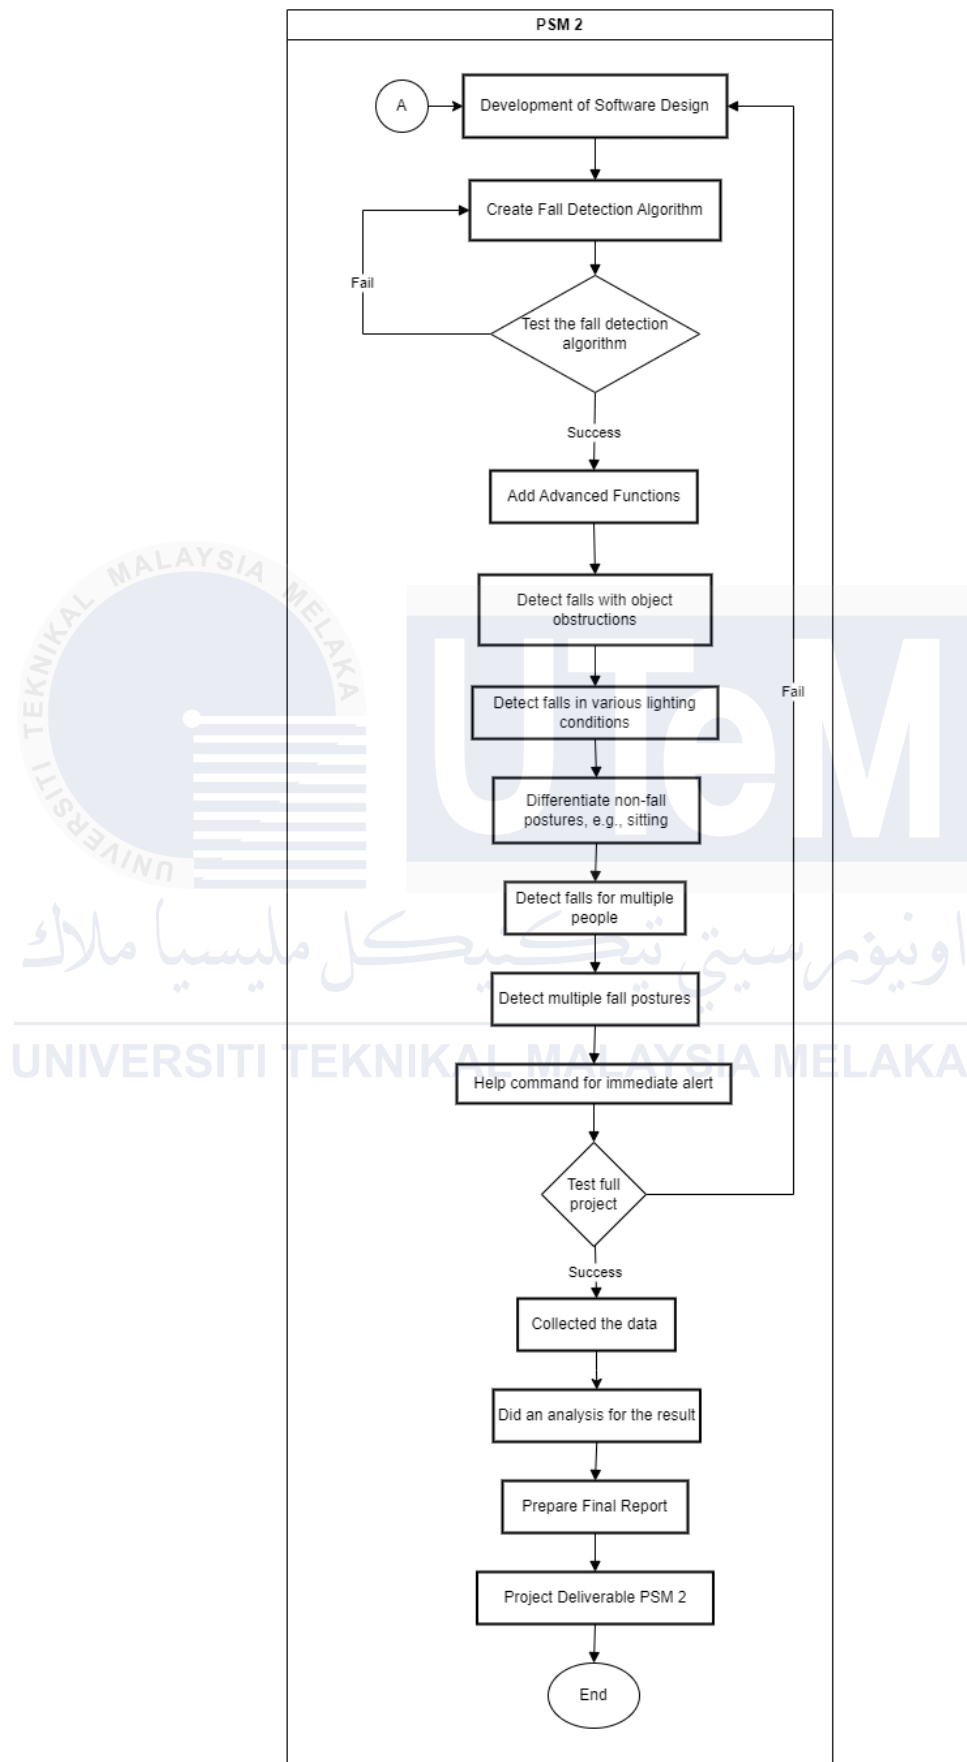 PSM 2
A
Development of Software Design
Create Fall Detection Algorithm
Fail
Test the fall detection
algorithm
Success
Add Advanced Functions
Detect falls with object
obstructions
Detect falls in various lighting
conditions
Fail
Differentiate non-fall
postures, e.g., sitting
Detect falls for multiple
people
Detect multiple fall postures
Help command for immediate alert
Test full
project
Success
Collected the data
Did an analysis for the result
Prepare Final Report
Project Deliverable PSM 2
End
UNIVERSITI TEKNIKAL MALAYSIA MELAKA
UTeM
اونيۏرسيتي تيكنيكل مليسيا ملاك
UNIVERSITI TEKNIKAL MALAYSIA MELAKA